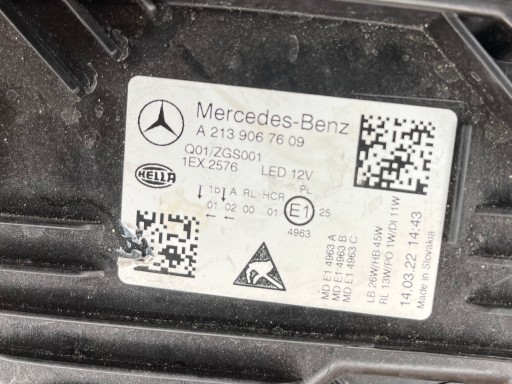 Mercedes-Benz
A 213 906 76 09
Q01/ZGS001
1EX.2576 LED 12V
HELLA
1b A RL HCR PL
01 02 00 01 E1 25
4963
MD E1 4963 A
MD E1 4963 B
MD E1 4963 C
LB 26W/HB 45W
RL 13W/PO 1W/DI 11W
14.03.22 14:43
Made in Slovakia